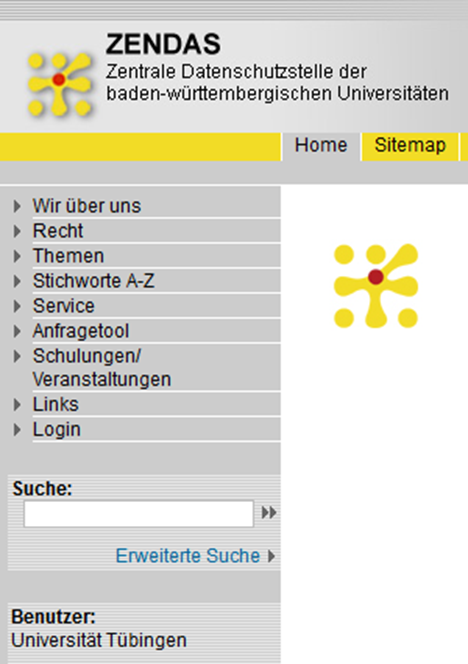 ZENDAS
Zentrale Datenschutzstelle der
baden-württembergischen Universitäten
Home Sitemap
Wir über uns
Recht
Themen
Stichworte A-Z
Service
Anfragetool
Schulungen/
Veranstaltungen
Links
Login
Suche:
Erweiterte Suche
Benutzer:
Universität Tübingen